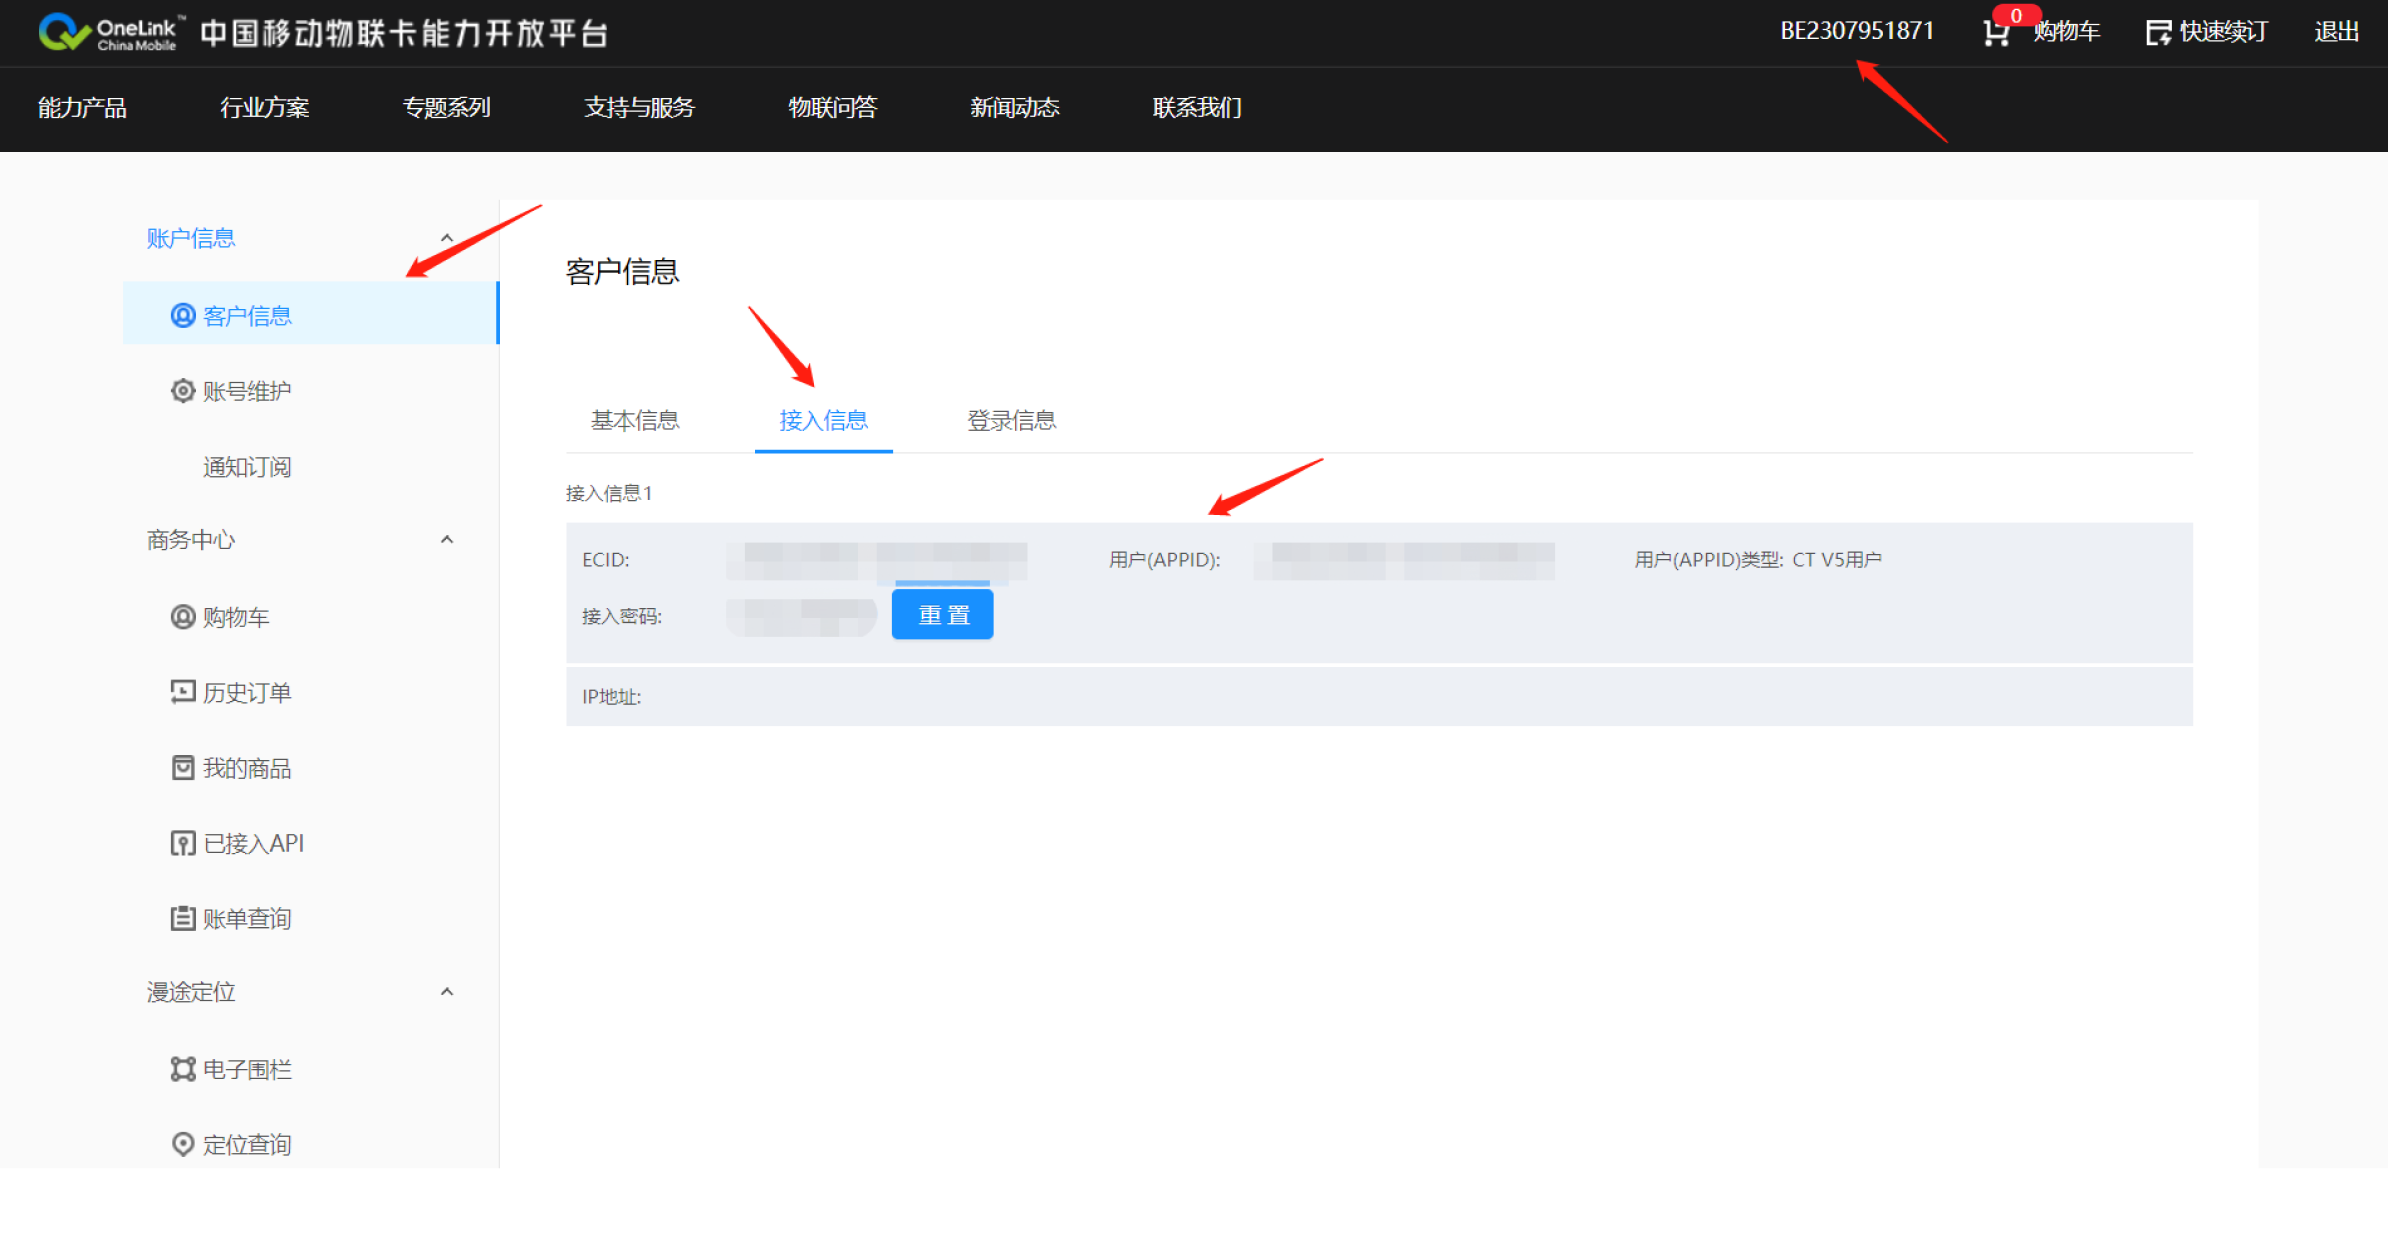 OneLink™ 中国移动物联卡能力开放平台
China Mobile
BE2307951871 0 购物车 快速续订 退出
能力产品 行业方案 专题系列 支持与服务 物联问答 新闻动态 联系我们
账户信息
客户信息
账号维护
通知订阅
商务中心
购物车
历史订单
我的商品
已接入API
账单查询
漫途定位
电子围栏
定位查询
客户信息
基本信息 接入信息 登录信息
接入信息1
ECID: 用户(APPID): 用户(APPID)类型: CT V5用户
接入密码: 重置
IP地址: